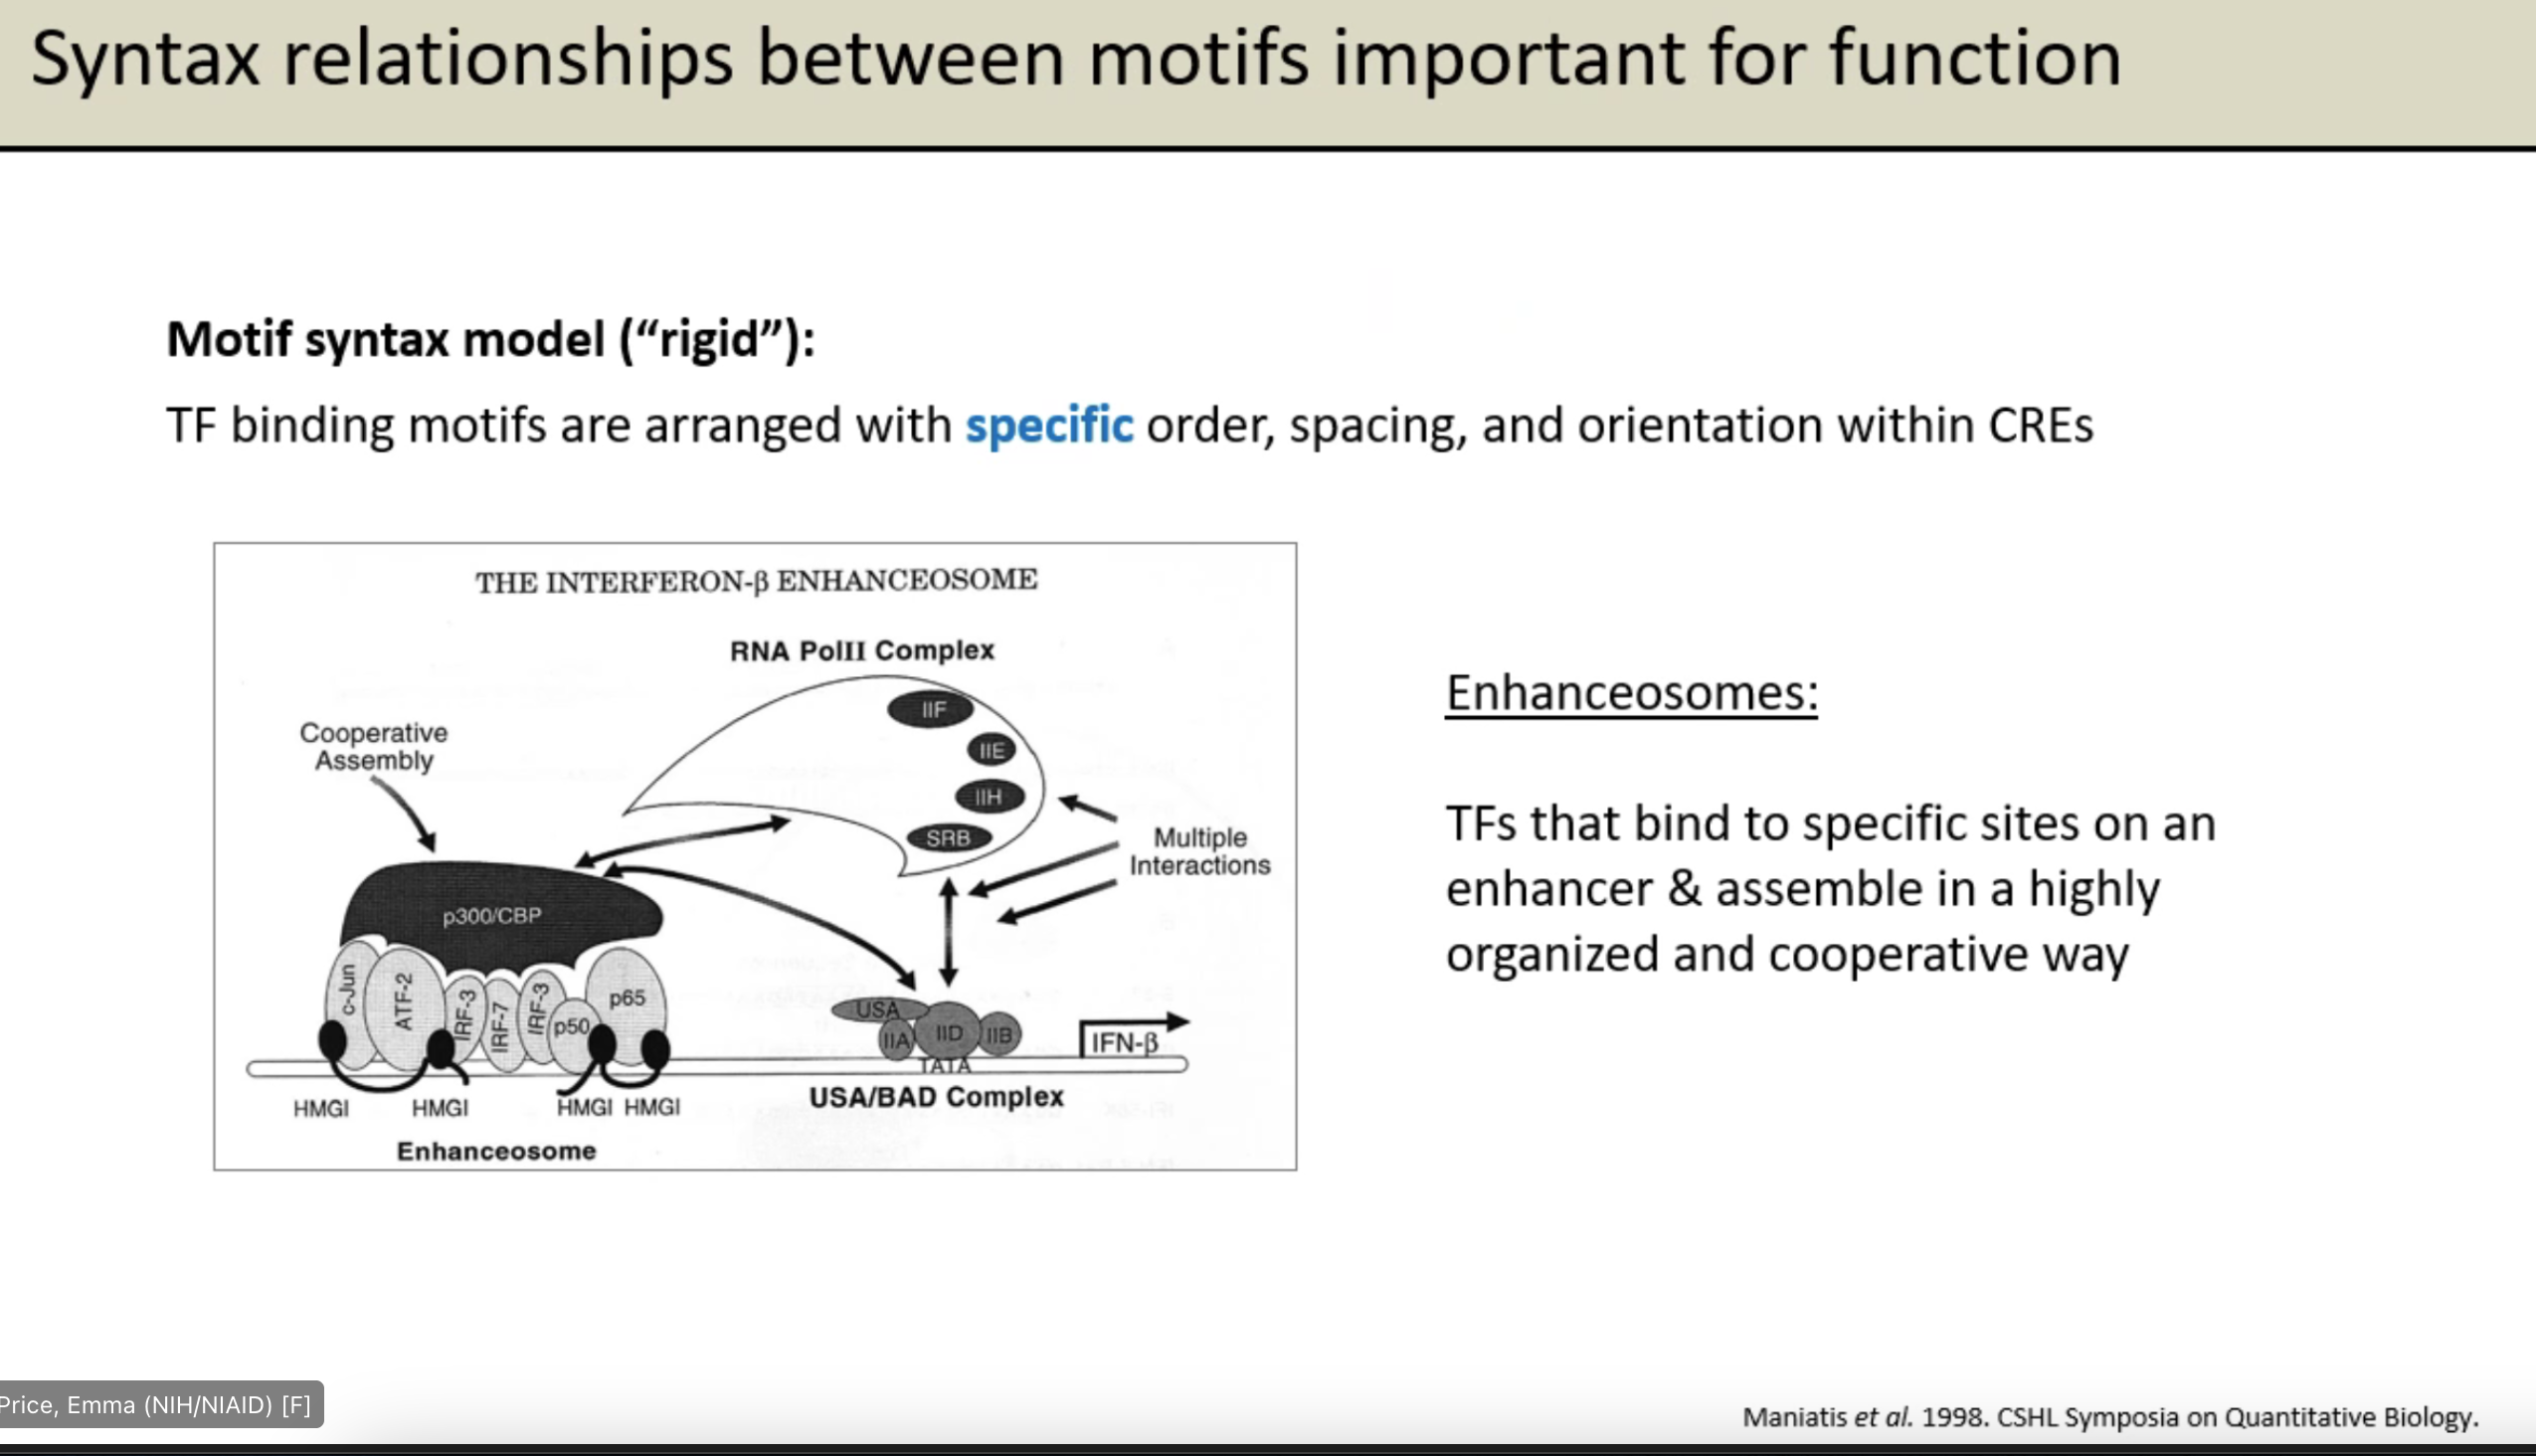 Syntax relationships between motifs important for function
Motif syntax model (“rigid”):
TF binding motifs are arranged with specific order, spacing, and orientation within CREs
THE INTERFERON-β ENHANCEOSOME
RNA PolII Complex
IIF
IIE
IIH
SRB
Cooperative
Assembly
Multiple
Interactions
p300/CBP
c-Jun
ATF-2
IRF-3
IRF-7
IRF-3
p50
p65
USA
IIA
IID
IIB
TATA
IFN-β
HMGI
HMGI
HMGI
HMGI
USA/BAD Complex
Enhanceosome
Enhanceosomes:
TFs that bind to specific sites on an
enhancer & assemble in a highly
organized and cooperative way
Price, Emma (NIH/NIAID) [F]
Maniatis et al. 1998. CSHL Symposia on Quantitative Biology.